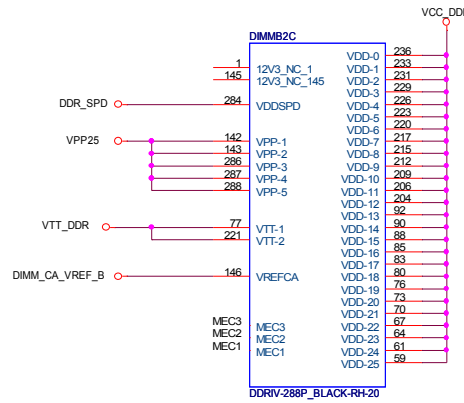 VCC_DDR
DIMMB2C
1 12V3_NC_1
145 12V3_NC_145
DDR_SPD 284 VDDSPD
VPP25 142 VPP-1
143 VPP-2
286 VPP-3
287 VPP-4
288 VPP-5
VTT_DDR 77 VTT-1
221 VTT-2
DIMM_CA_VREF_B 146 VREFCA
MEC3 MEC3
MEC2 MEC2
MEC1 MEC1
VDD-0 236
VDD-1 233
VDD-2 231
VDD-3 229
VDD-4 226
VDD-5 223
VDD-6 220
VDD-7 217
VDD-8 215
VDD-9 212
VDD-10 209
VDD-11 206
VDD-12 204
VDD-13 92
VDD-14 90
VDD-15 88
VDD-16 85
VDD-17 83
VDD-18 80
VDD-19 76
VDD-20 73
VDD-21 70
VDD-22 67
VDD-23 64
VDD-24 61
VDD-25 59
DDRIV-288P_BLACK-RH-20